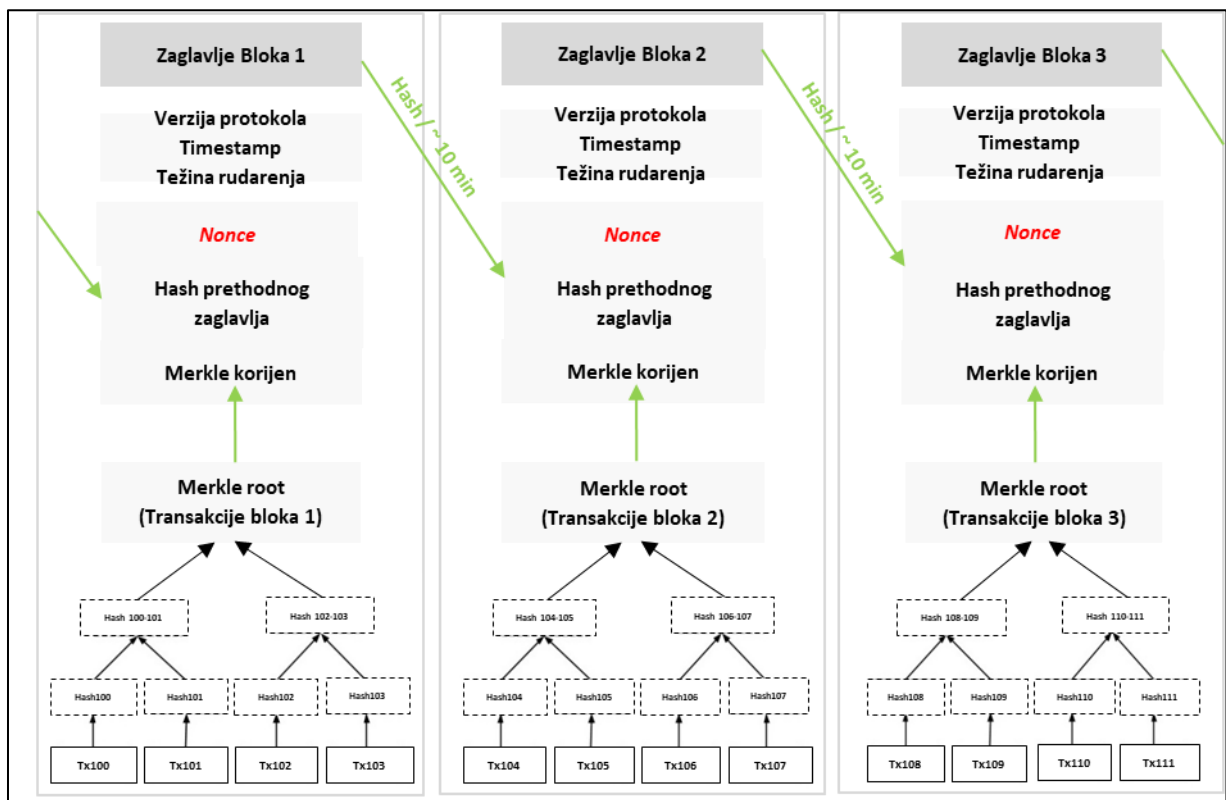 Zaglavlje Bloka 1
Verzija protokola
Timestamp
Težina rudarenja
Nonce
Hash prethodnog
zaglavlja
Merkle korijen
Merkle root
(Transakcije bloka 1)
Hash 100-101
Hash 102-103
Hash100
Hash101
Hash102
Hash103
Tx100
Tx101
Tx102
Tx103
Hash / ~ 10 min
Zaglavlje Bloka 2
Verzija protokola
Timestamp
Težina rudarenja
Nonce
Hash prethodnog
zaglavlja
Merkle korijen
Merkle root
(Transakcije bloka 2)
Hash 104-105
Hash 106-107
Hash104
Hash105
Hash106
Hash107
Tx104
Tx105
Tx106
Tx107
Hash / ~ 10 min
Zaglavlje Bloka 3
Verzija protokola
Timestamp
Težina rudarenja
Nonce
Hash prethodnog
zaglavlja
Merkle korijen
Merkle root
(Transakcije bloka 3)
Hash 108-109
Hash 110-111
Hash108
Hash109
Hash110
Hash111
Tx108
Tx109
Tx110
Tx111